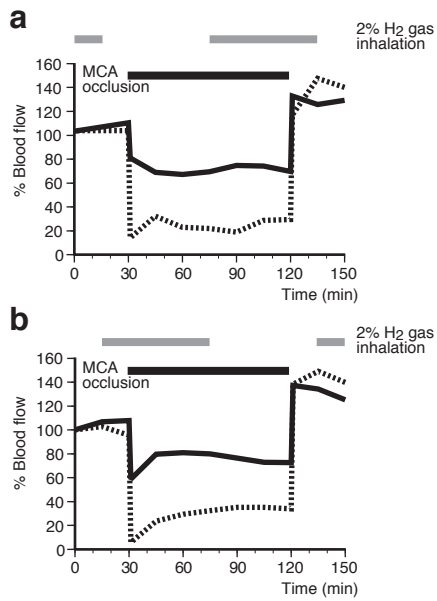 a
2% H2 gas
inhalation
MCA
occlusion
% Blood flow
160
140
120
100
80
60
40
20
0
0 30 60 90 120 150
Time (min)
b
2% H2 gas
inhalation
MCA
occlusion
% Blood flow
160
140
120
100
80
60
40
20
0
0 30 60 90 120 150
Time (min)